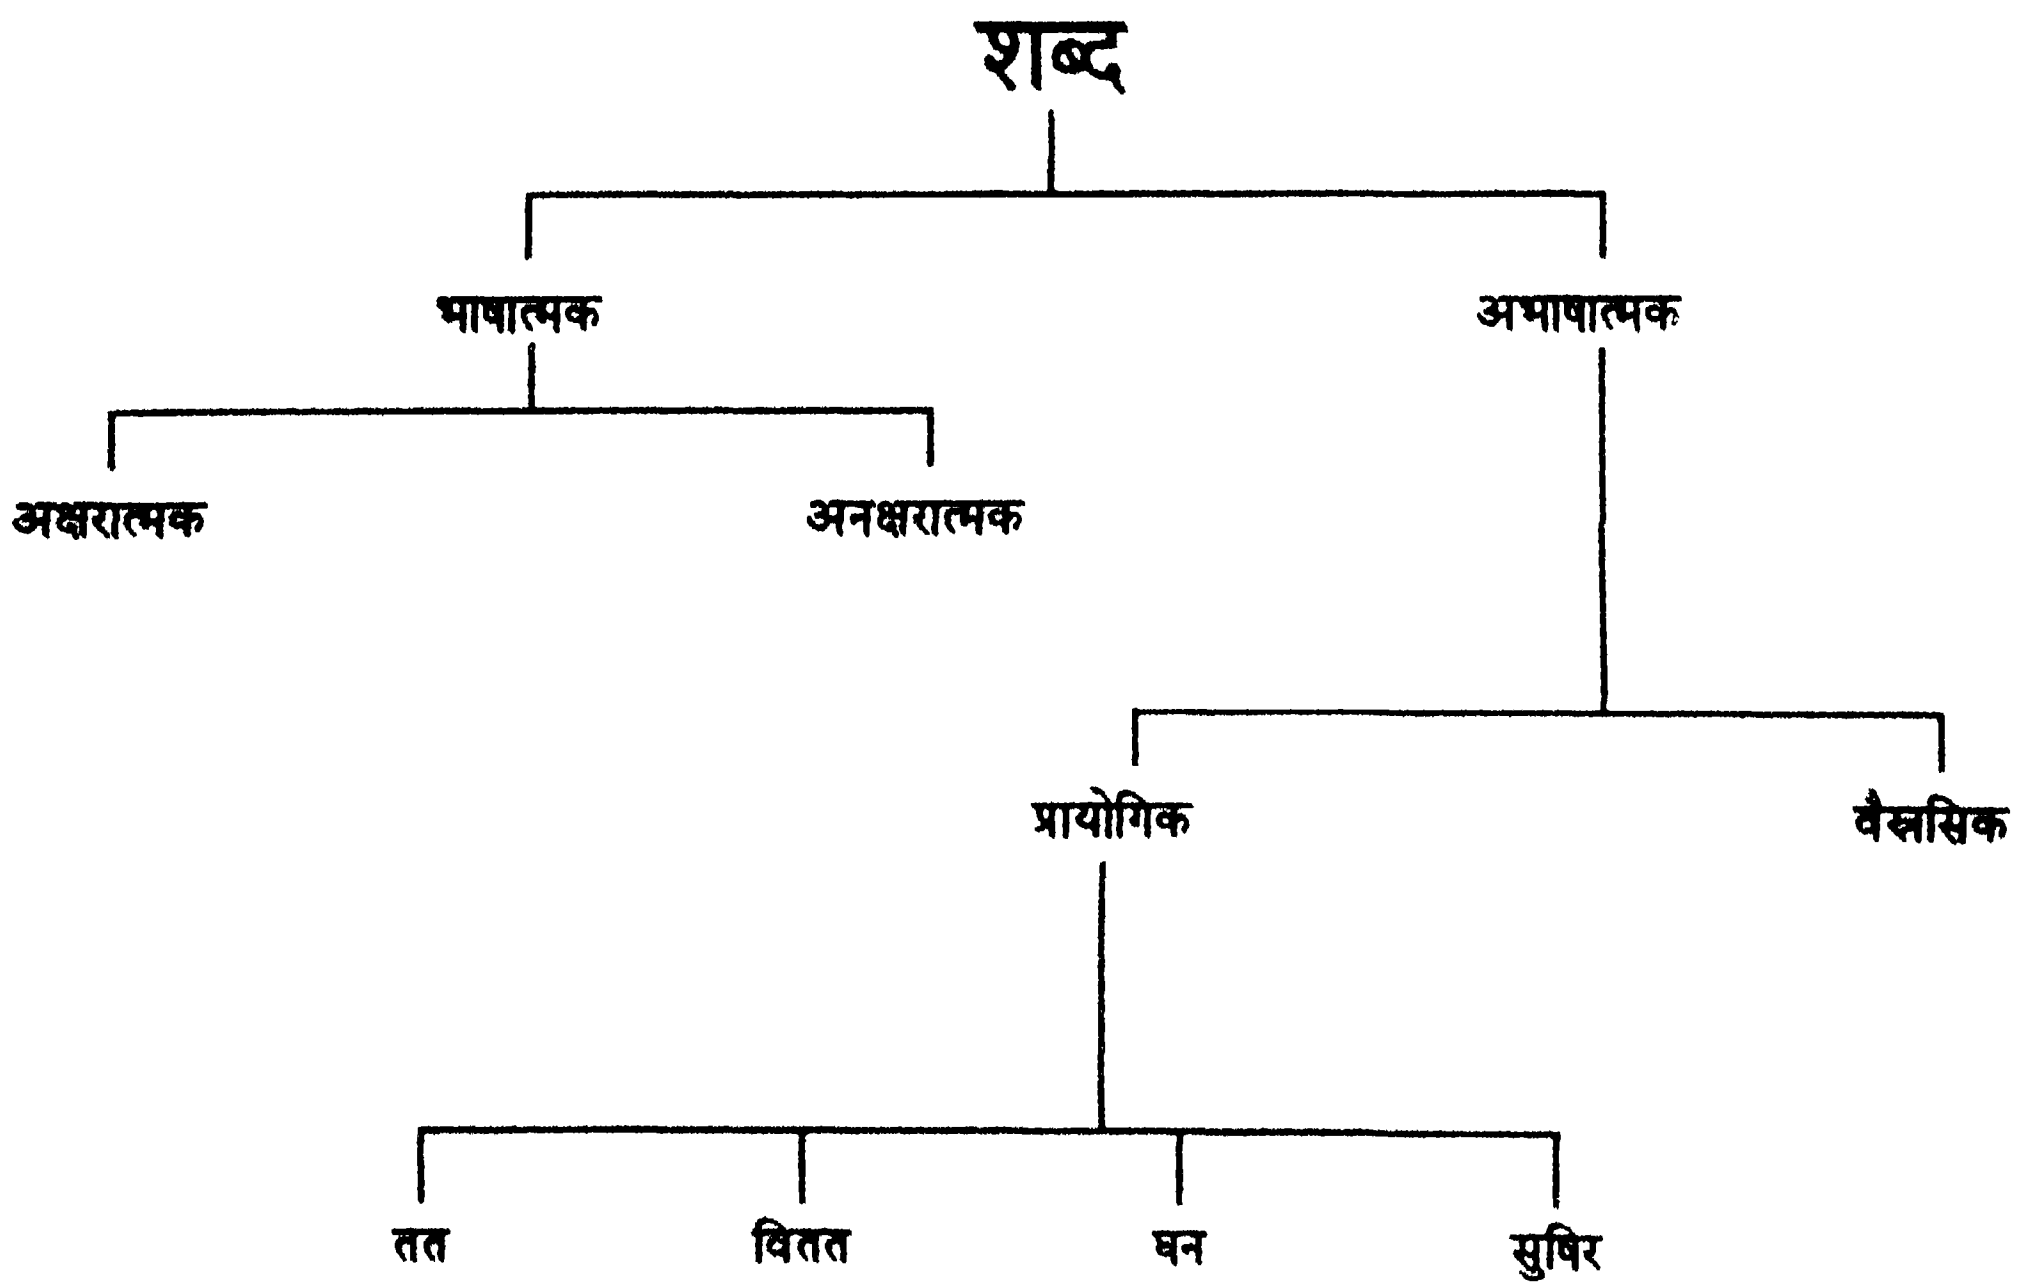 शब्द
भाषात्मक अभाषात्मक
अक्षरात्मक अनक्षरात्मक
प्रायोगिक वैस्रसिक
तत वितत घन सुषिर